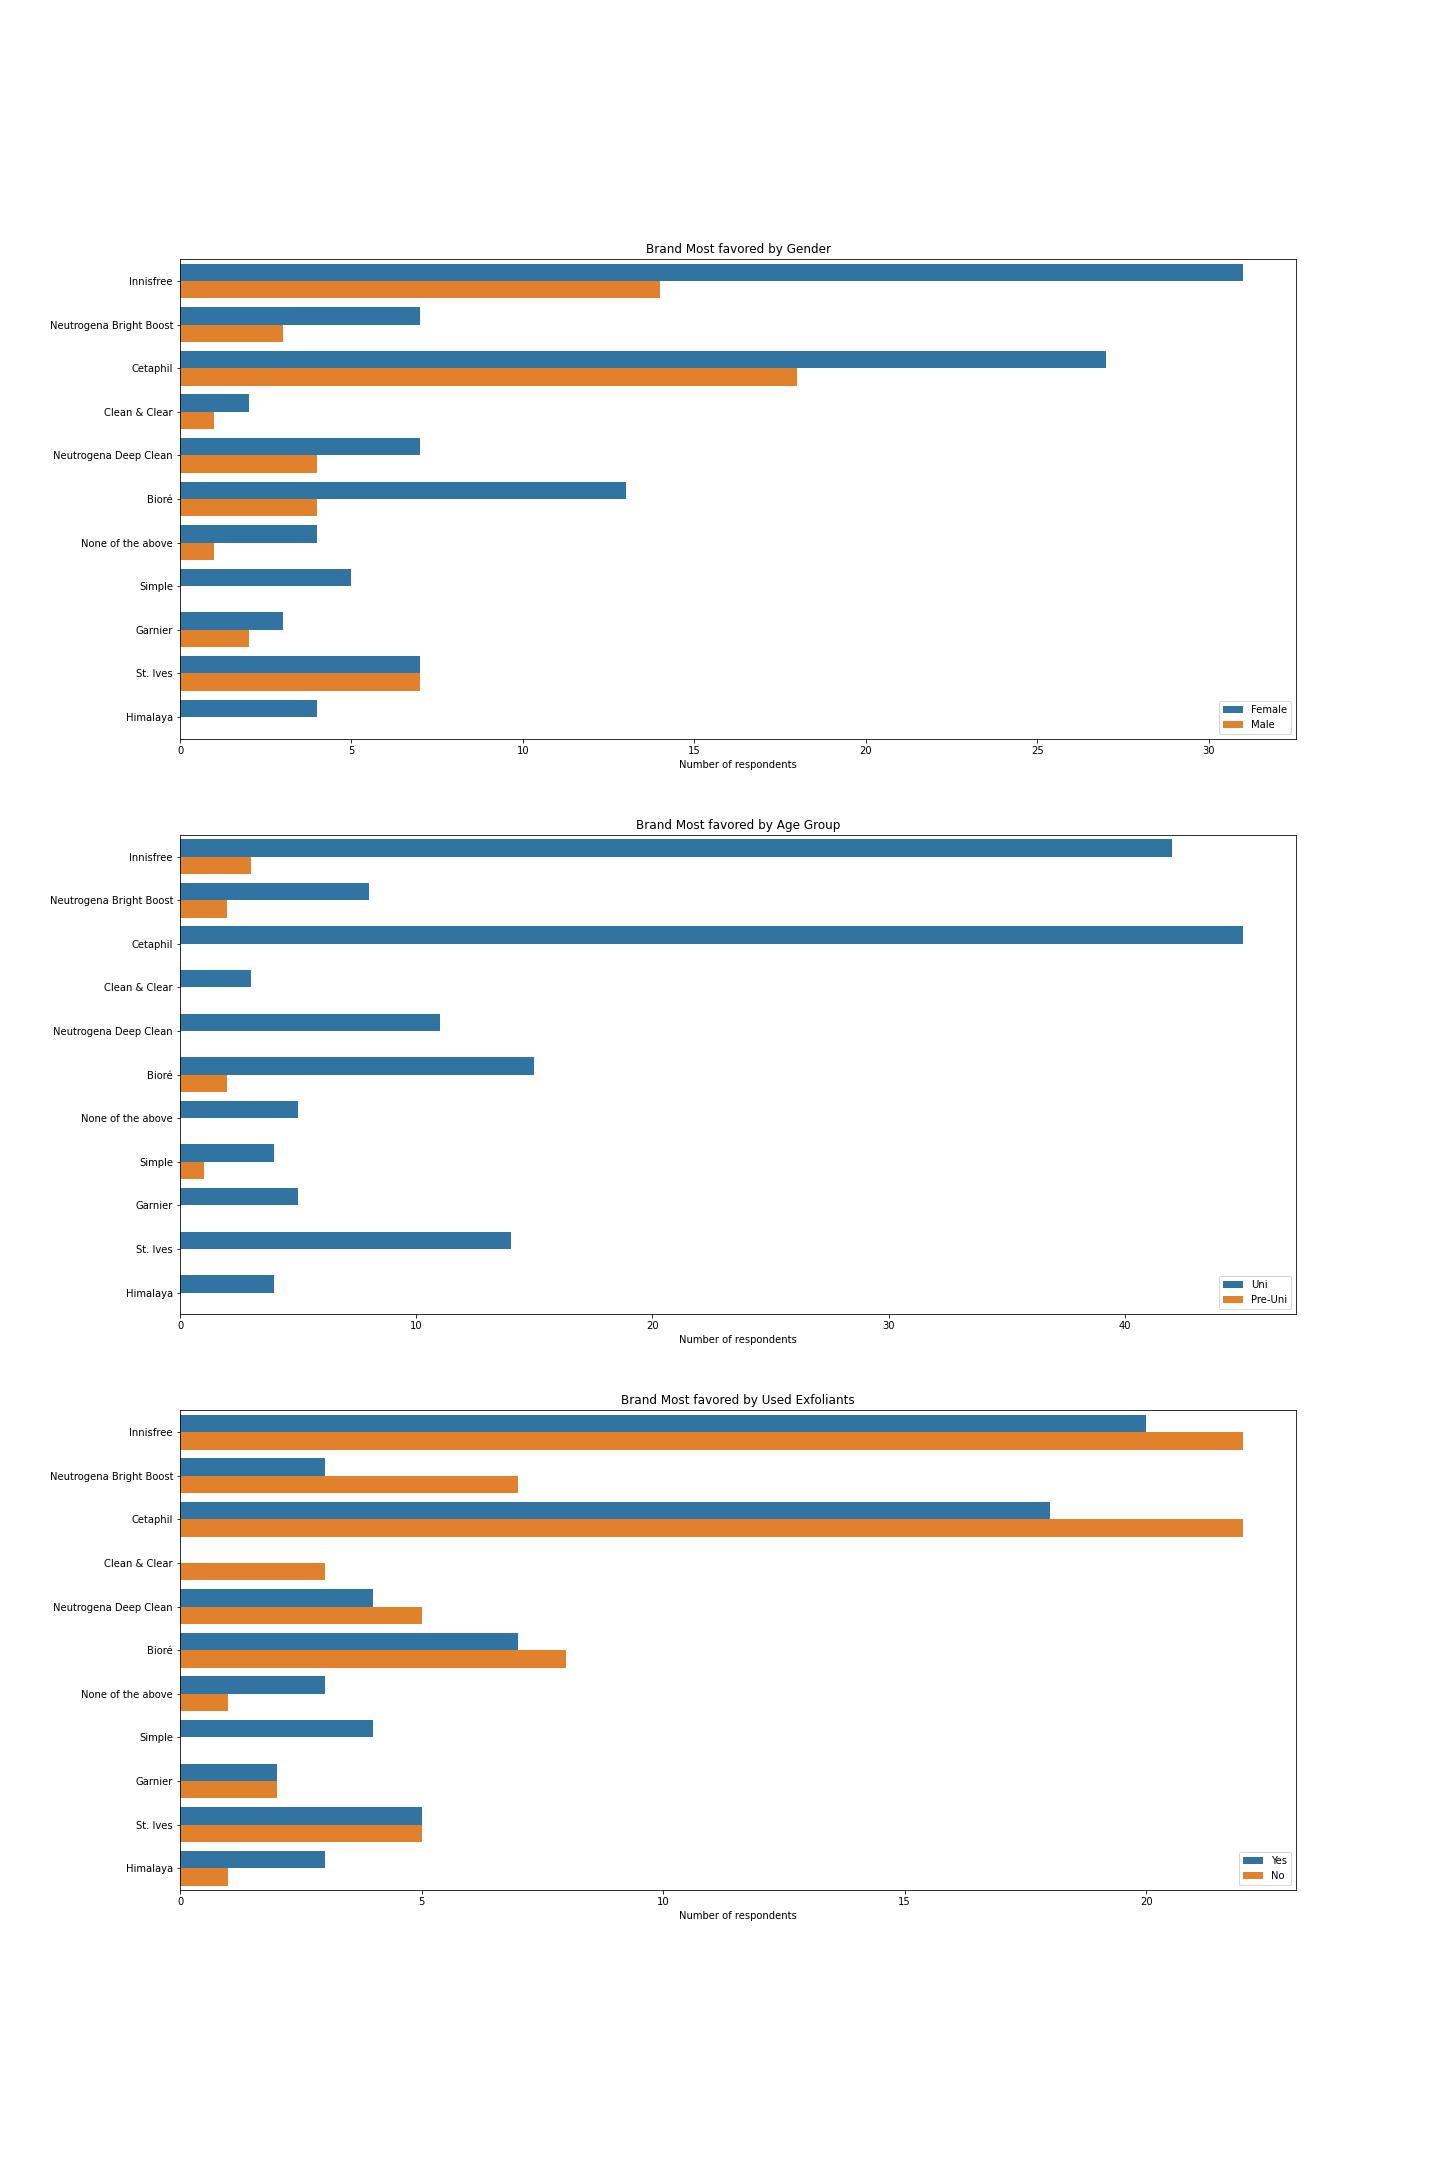 Brand Most favored by Gender
Innisfree
Neutrogena Bright Boost
Cetaphil
Clean & Clear
Neutrogena Deep Clean
Bioré
None of the above
Simple
Garnier
St. Ives
Himalaya
Female
Male
0 5 10 15 20 25 30
Number of respondents
Brand Most favored by Age Group
Innisfree
Neutrogena Bright Boost
Cetaphil
Clean & Clear
Neutrogena Deep Clean
Bioré
None of the above
Simple
Garnier
St. Ives
Himalaya
Uni
Pre-Uni
0 10 20 30 40
Number of respondents
Brand Most favored by Used Exfoliants
Innisfree
Neutrogena Bright Boost
Cetaphil
Clean & Clear
Neutrogena Deep Clean
Bioré
None of the above
Simple
Garnier
St. Ives
Himalaya
Yes
No
0 5 10 15 20
Number of respondents